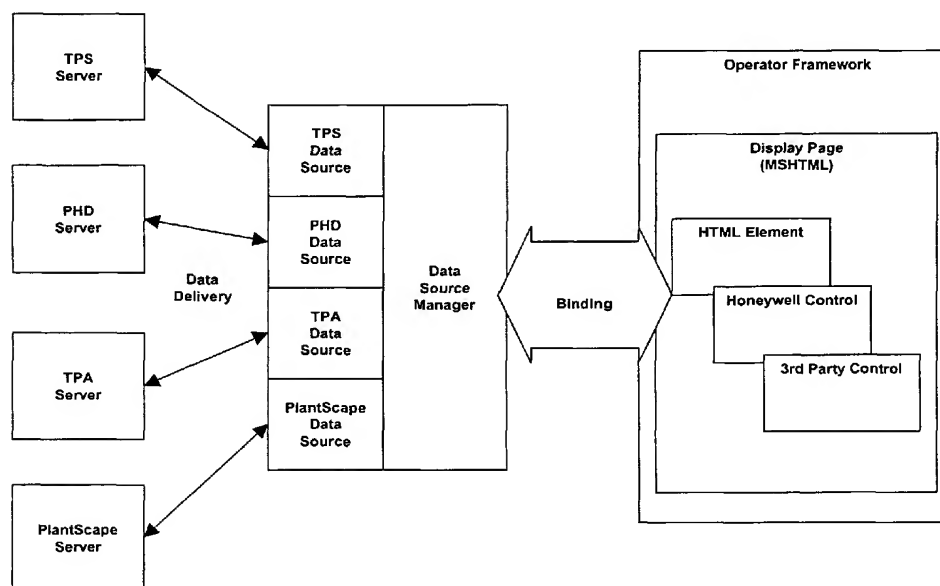 TPS
Server
PHD
Server
TPA
Server
PlantScape
Server
Data
Delivery
TPS
Data
Source
PHD
Data
Source
TPA
Data
Source
PlantScape
Data
Source
Data
Source
Manager
Binding
Operator Framework
Display Page
(MSHTML)
HTML Element
Honeywell Control
3rd Party Control